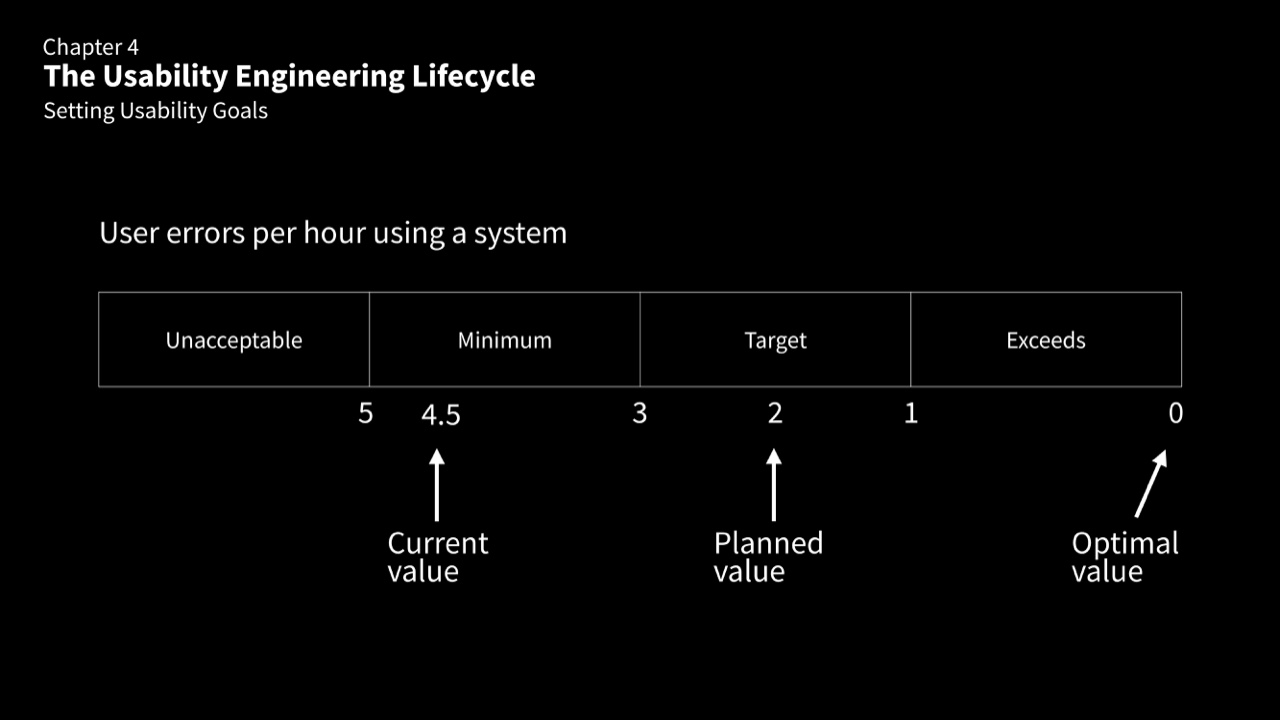 Chapter 4
The Usability Engineering Lifecycle
Setting Usability Goals
User errors per hour using a system
Unacceptable Minimum Target Exceeds
5 4.5 3 2 1 0
Current Planned Optimal
value value value